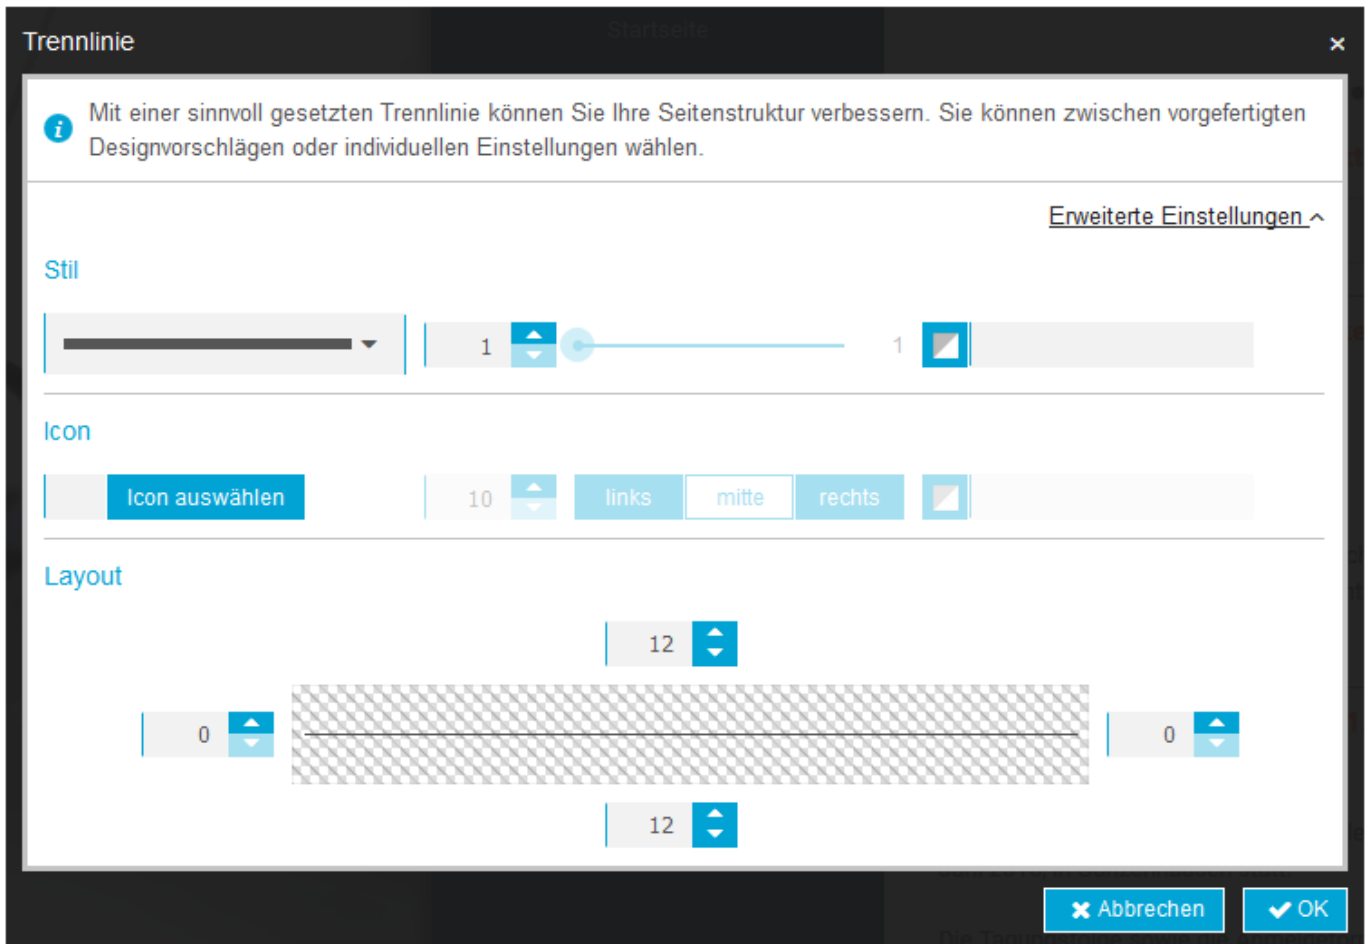 Startseite
Trennlinie
Mit einer sinnvoll gesetzten Trennlinie können Sie Ihre Seitenstruktur verbessern. Sie können zwischen vorgefertigten
Designvorschlägen oder individuellen Einstellungen wählen.
Erweiterte Einstellungen
Stil
1 1
Icon
Icon auswählen 10 links mitte rechts
Layout
12
0 0
12
Abbrechen OK